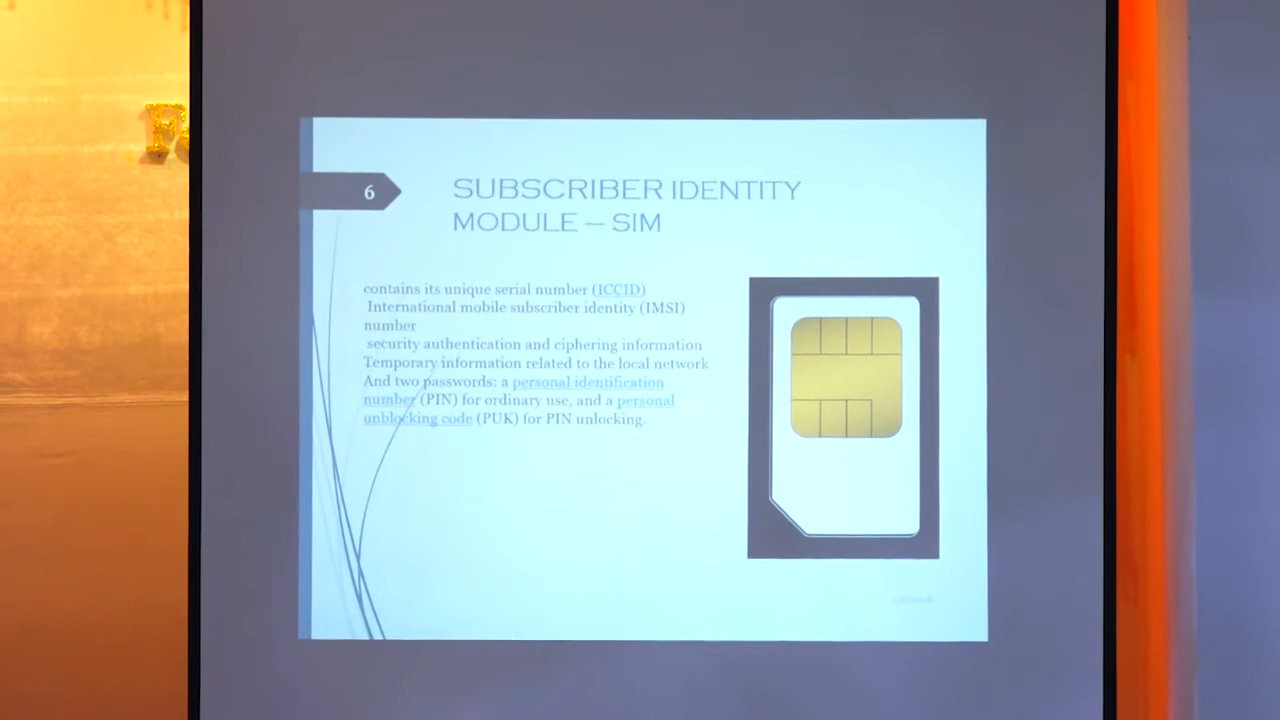 F
6
SUBSCRIBER IDENTITY
MODULE – SIM
contains its unique serial number (ICCID)
International mobile subscriber identity (IMSI)
number
security authentication and ciphering information
Temporary information related to the local network
And two passwords: a personal identification
number (PIN) for ordinary use, and a personal
unblocking code (PUK) for PIN unlocking.